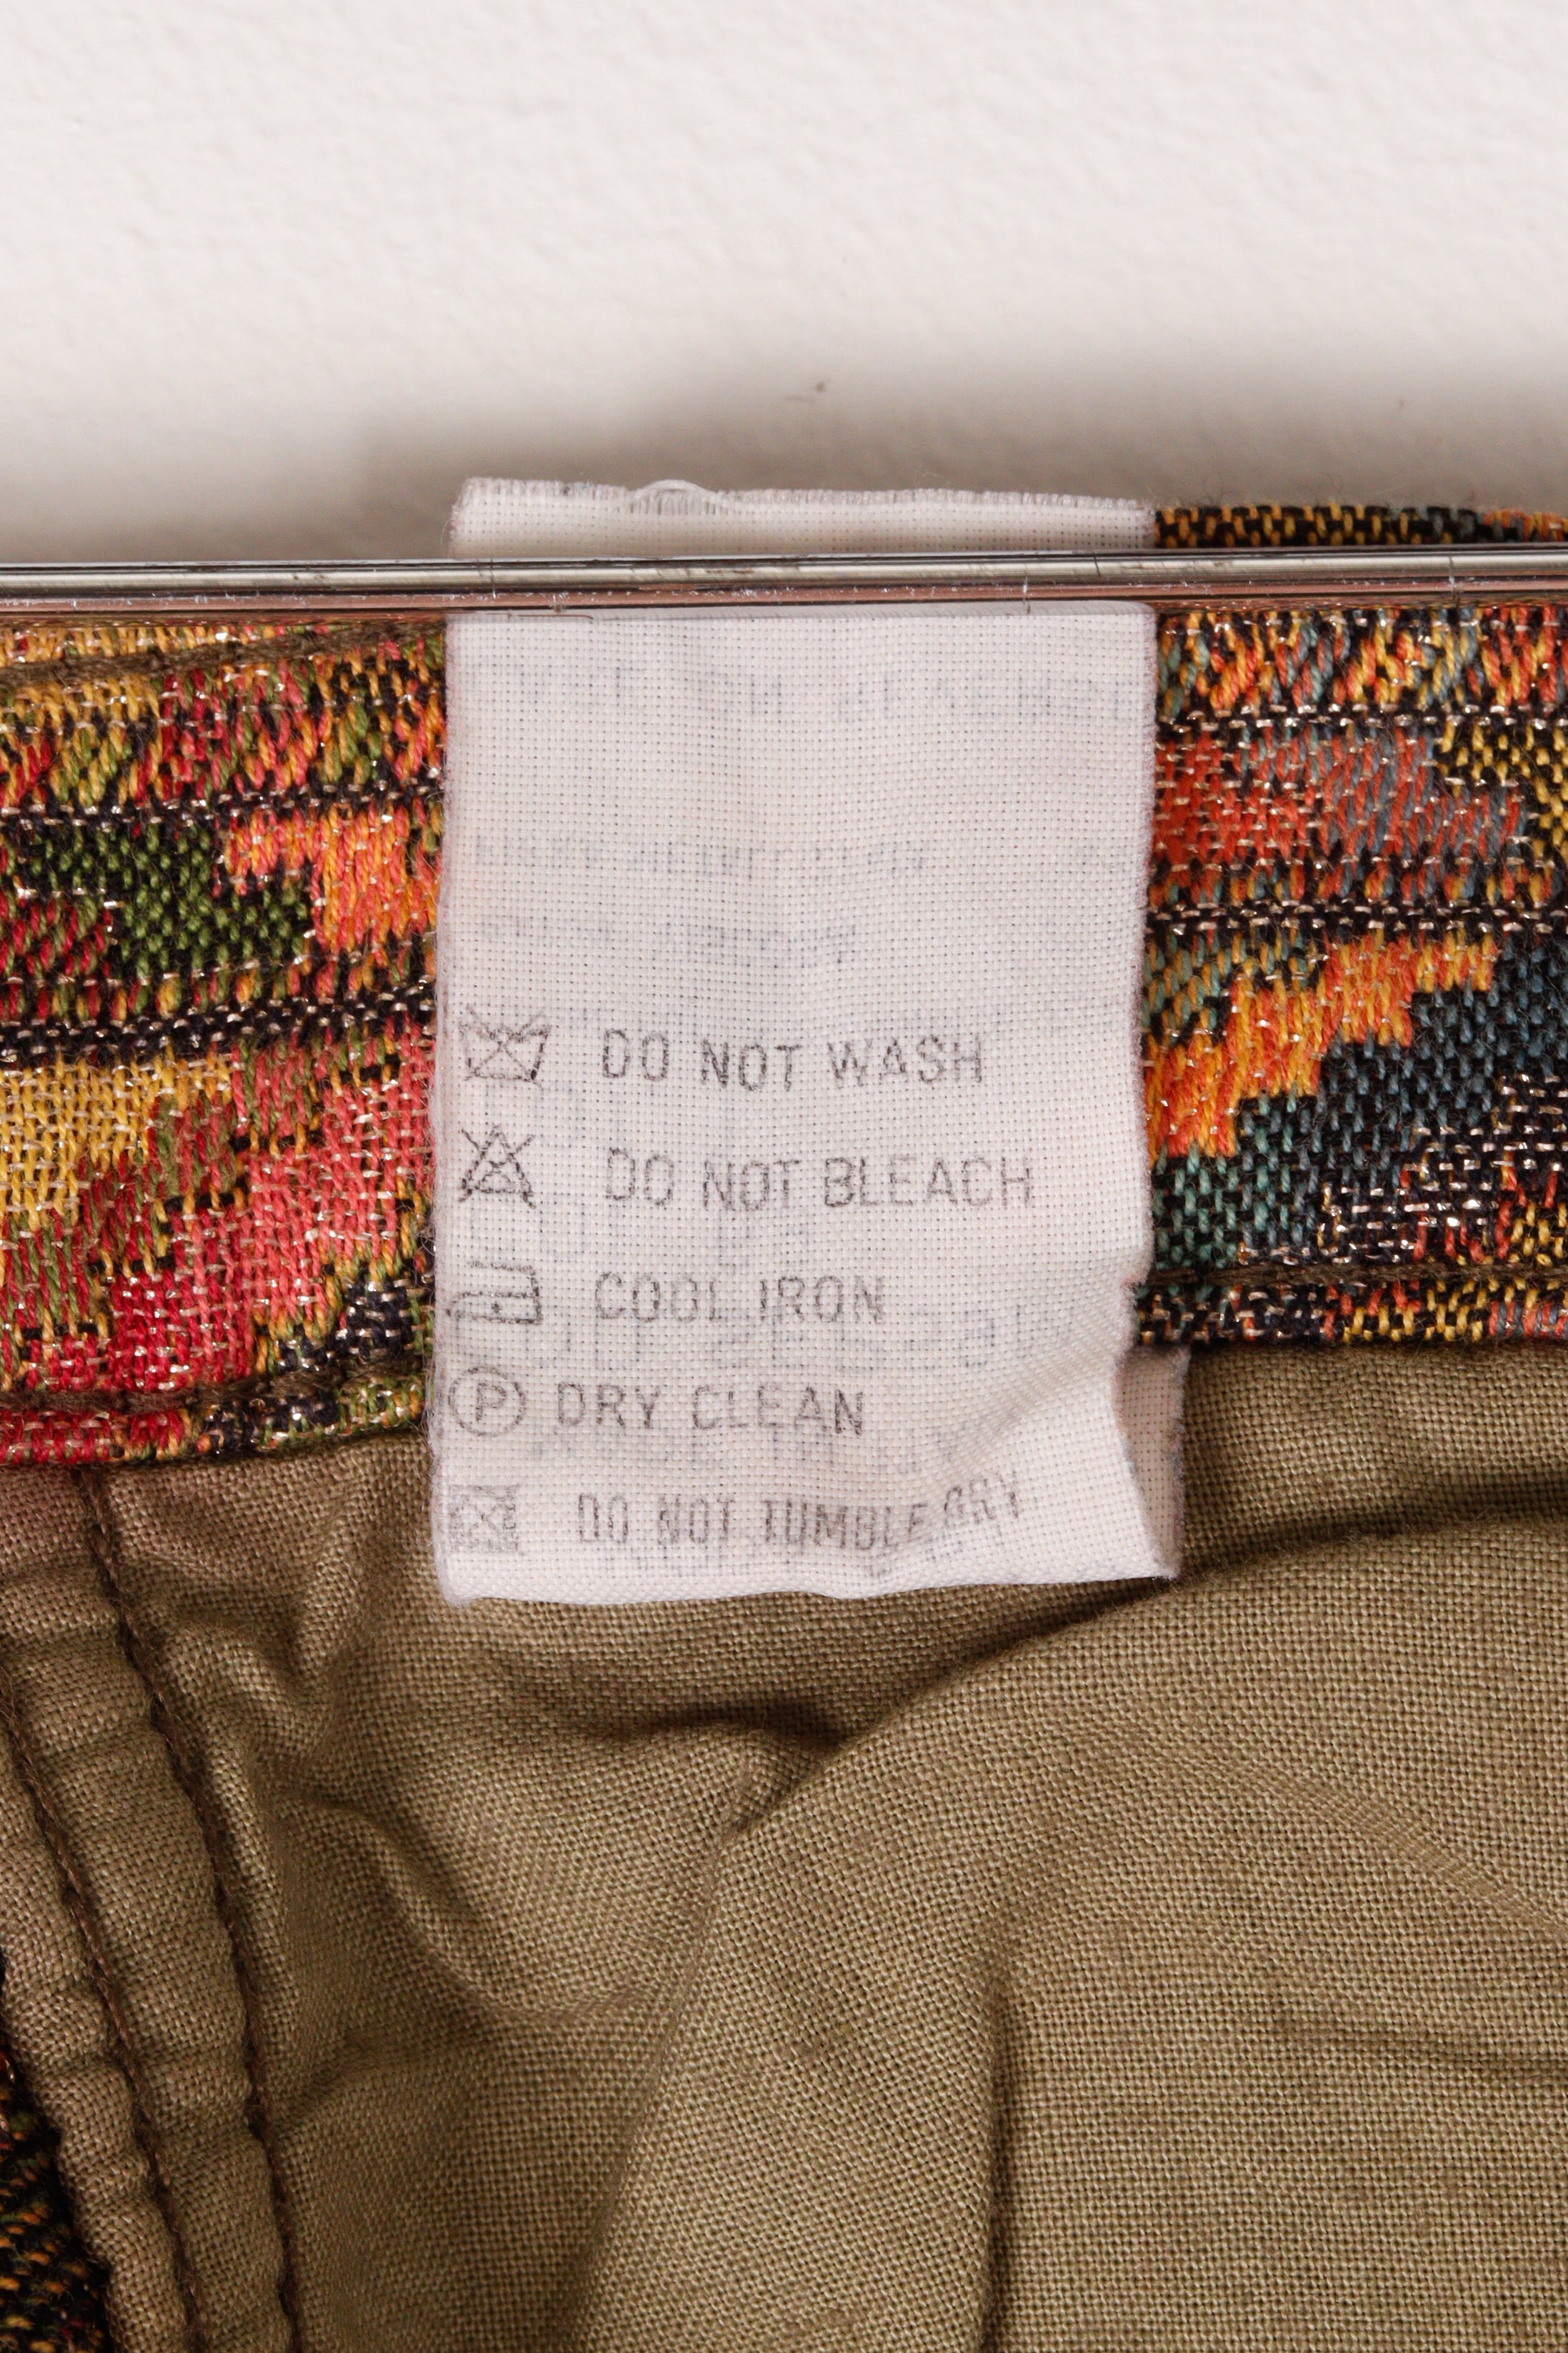 DO NOT WASH
DO NOT BLEACH
COOL IRON
P DRY CLEAN
DO NOT TUMBLE DRY